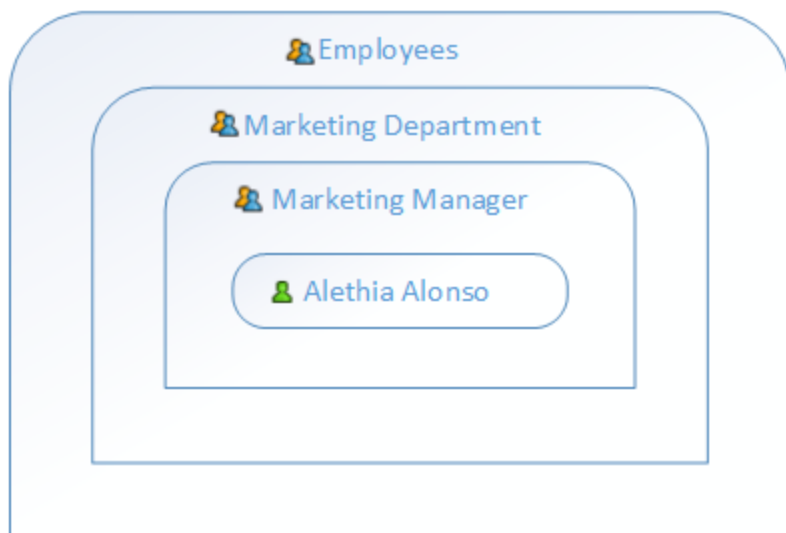 Employees
Marketing Department
Marketing Manager
Alethia Alonso